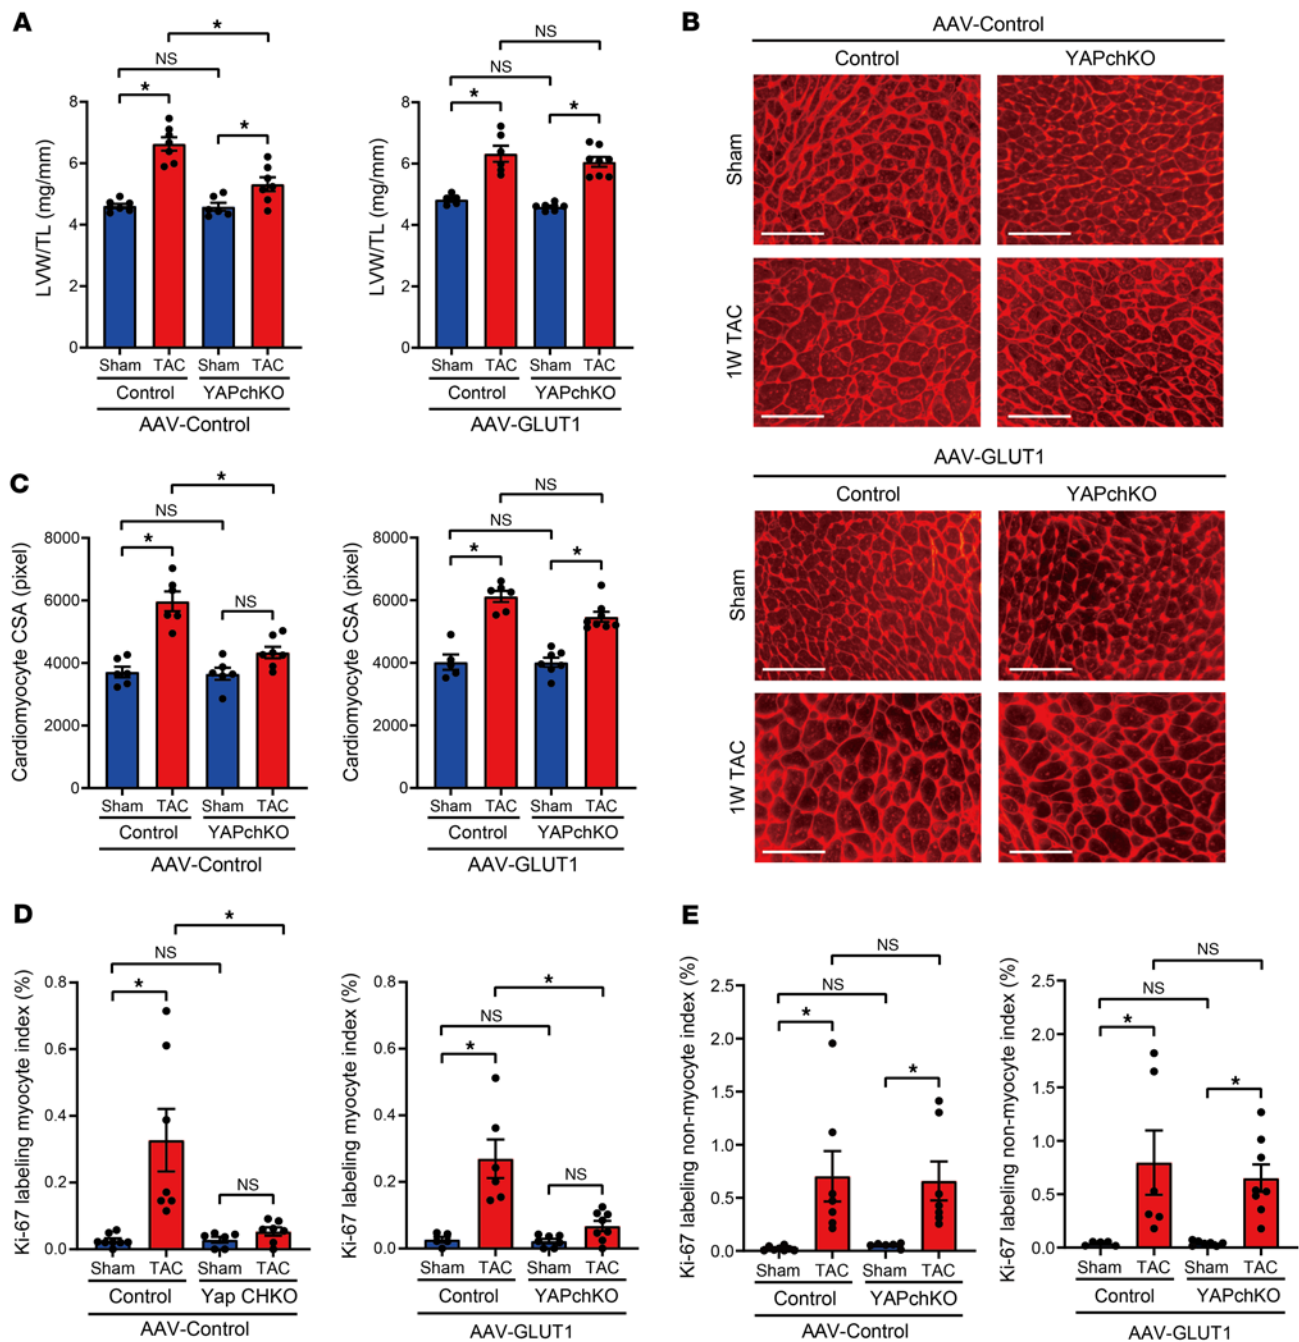 A
*
NS
*
*
LVW/TL (mg/mm)
8
6
4
2
0
Sham TAC Sham TAC
Control YAPchKO
AAV-Control
NS
NS
*
*
LVW/TL (mg/mm)
8
6
4
2
0
Sham TAC Sham TAC
Control YAPchKO
AAV-GLUT1
B
AAV-Control
Control YAPchKO
Sham
1W TAC
AAV-GLUT1
Control YAPchKO
Sham
1W TAC
C
*
NS
*
NS
Cardiomyocyte CSA (pixel)
8000
6000
4000
2000
0
Sham TAC Sham TAC
Control YAPchKO
AAV-Control
NS
NS
*
*
Cardiomyocyte CSA (pixel)
8000
6000
4000
2000
0
Sham TAC Sham TAC
Control YAPchKO
AAV-GLUT1
D
*
NS
*
NS
Ki-67 labeling myocyte index (%)
0.8
0.6
0.4
0.2
0.0
Sham TAC Sham TAC
Control Yap CHKO
AAV-Control
*
NS
*
NS
Ki-67 labeling myocyte index (%)
0.8
0.6
0.4
0.2
0.0
Sham TAC Sham TAC
Control YAPchKO
AAV-GLUT1
E
NS
NS
*
*
Ki-67 labeling non-myocyte index (%)
2.5
2.0
1.5
1.0
0.5
0.0
Sham TAC Sham TAC
Control YAPchKO
AAV-Control
NS
NS
*
*
Ki-67 labeling non-myocyte index (%)
2.5
2.0
1.5
1.0
0.5
0.0
Sham TAC Sham TAC
Control YAPchKO
AAV-GLUT1